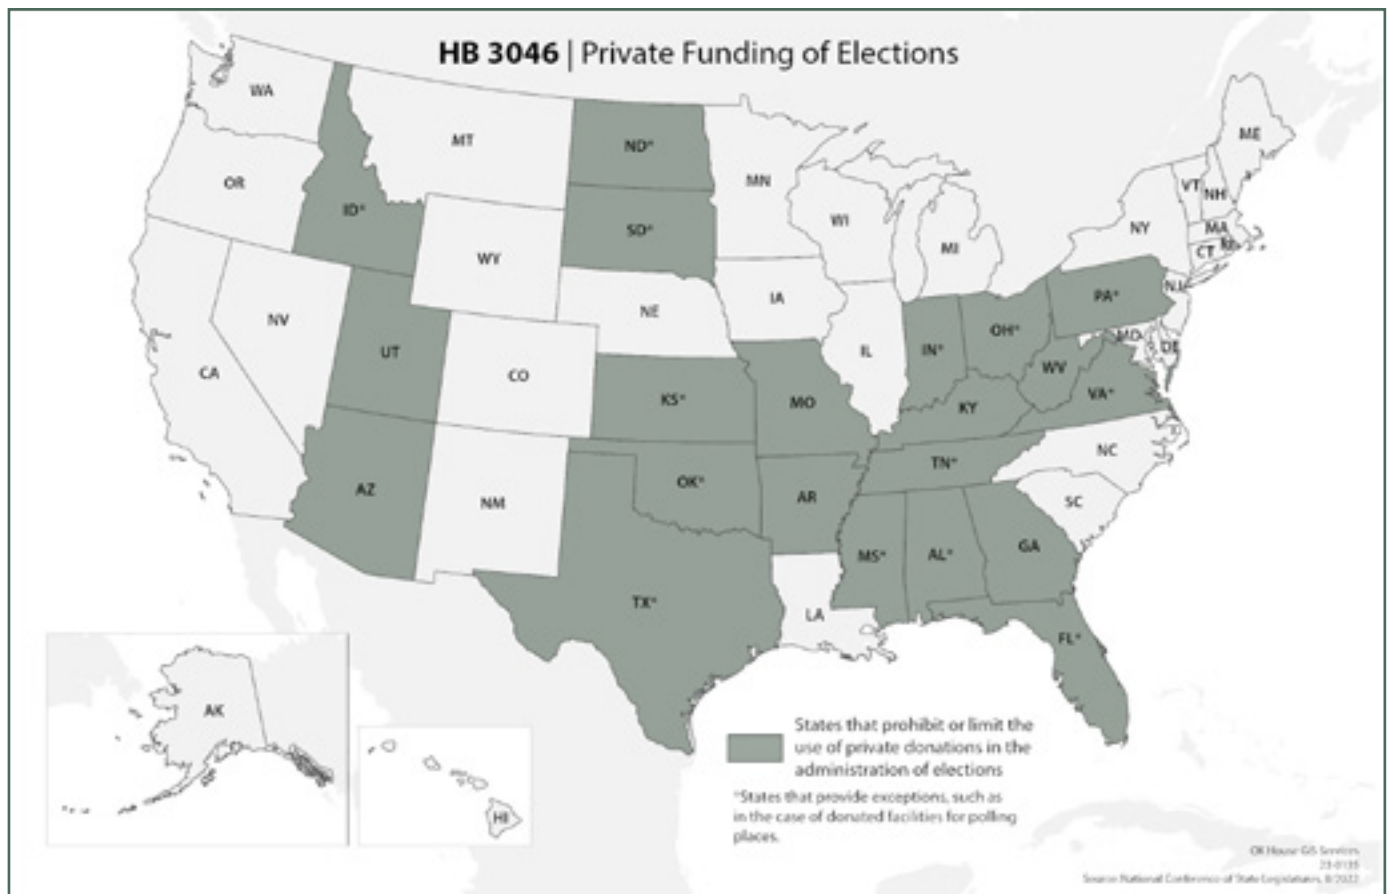 HB 3046 | Private Funding of Elections
WA
MT
ND*
MN
ME
OR
ID*
SD*
WI
MI
VT
NH
NY
MA
CT
RI
WY
NE
IA
PA*
NJ
NV
UT
CO
IL
IN*
OH*
MD
DE
CA
KS*
MO
KY
WV
VA*
AZ
NM
OK*
AR
TN*
NC
SC
TX*
LA
MS*
AL*
GA
FL*
AK
HI
States that prohibit or limit the
use of private donations in the
administration of elections
*States that provide exceptions, such as
in the case of donated facilities for polling
places.
OK House GIS Services
23-0135
Source: National Conference of State Legislatures, 8/2022